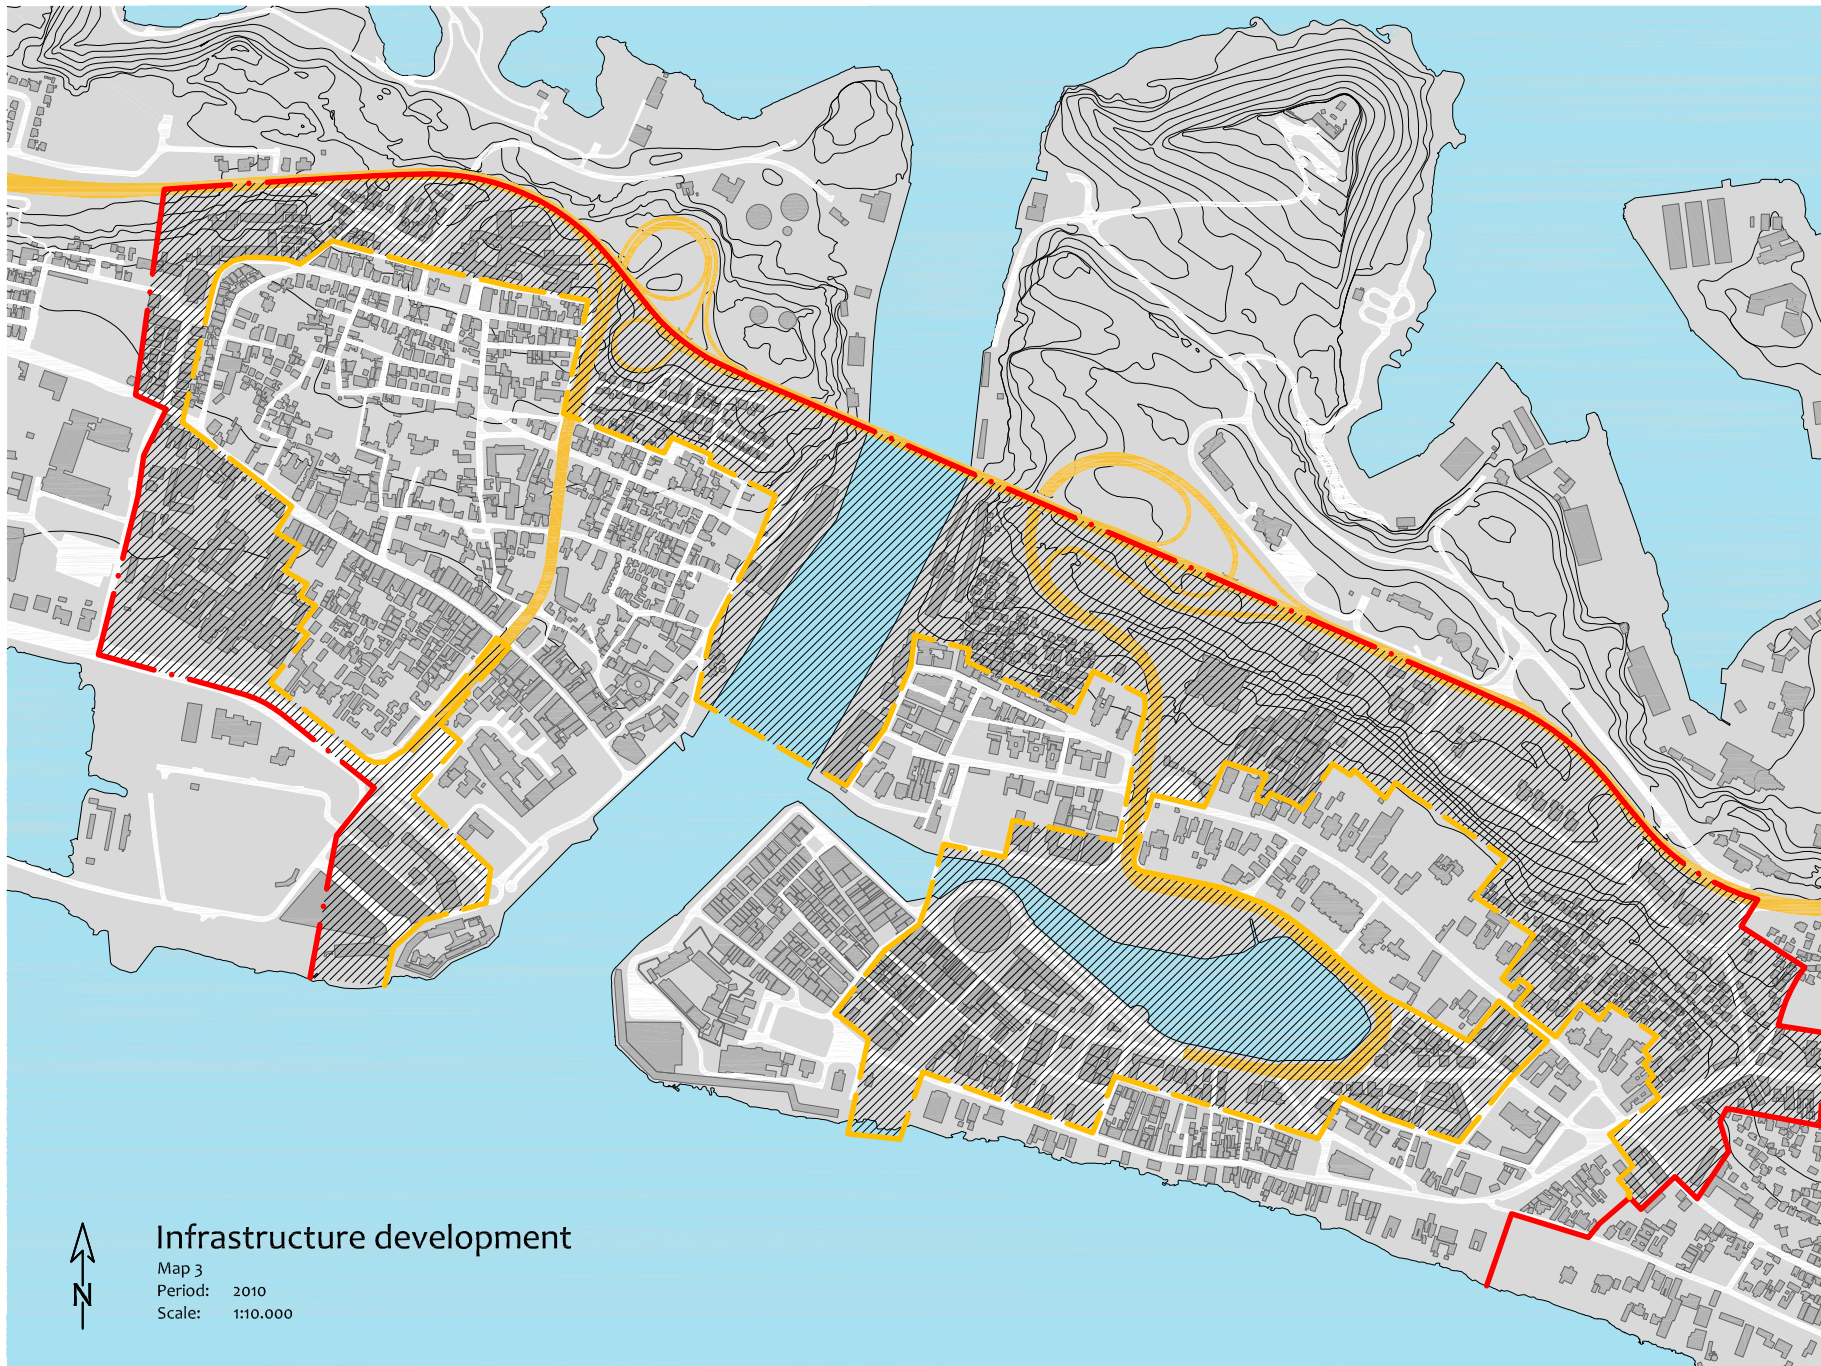 Infrastructure development
Map 3
Period: 2010
Scale: 1:10.000
N